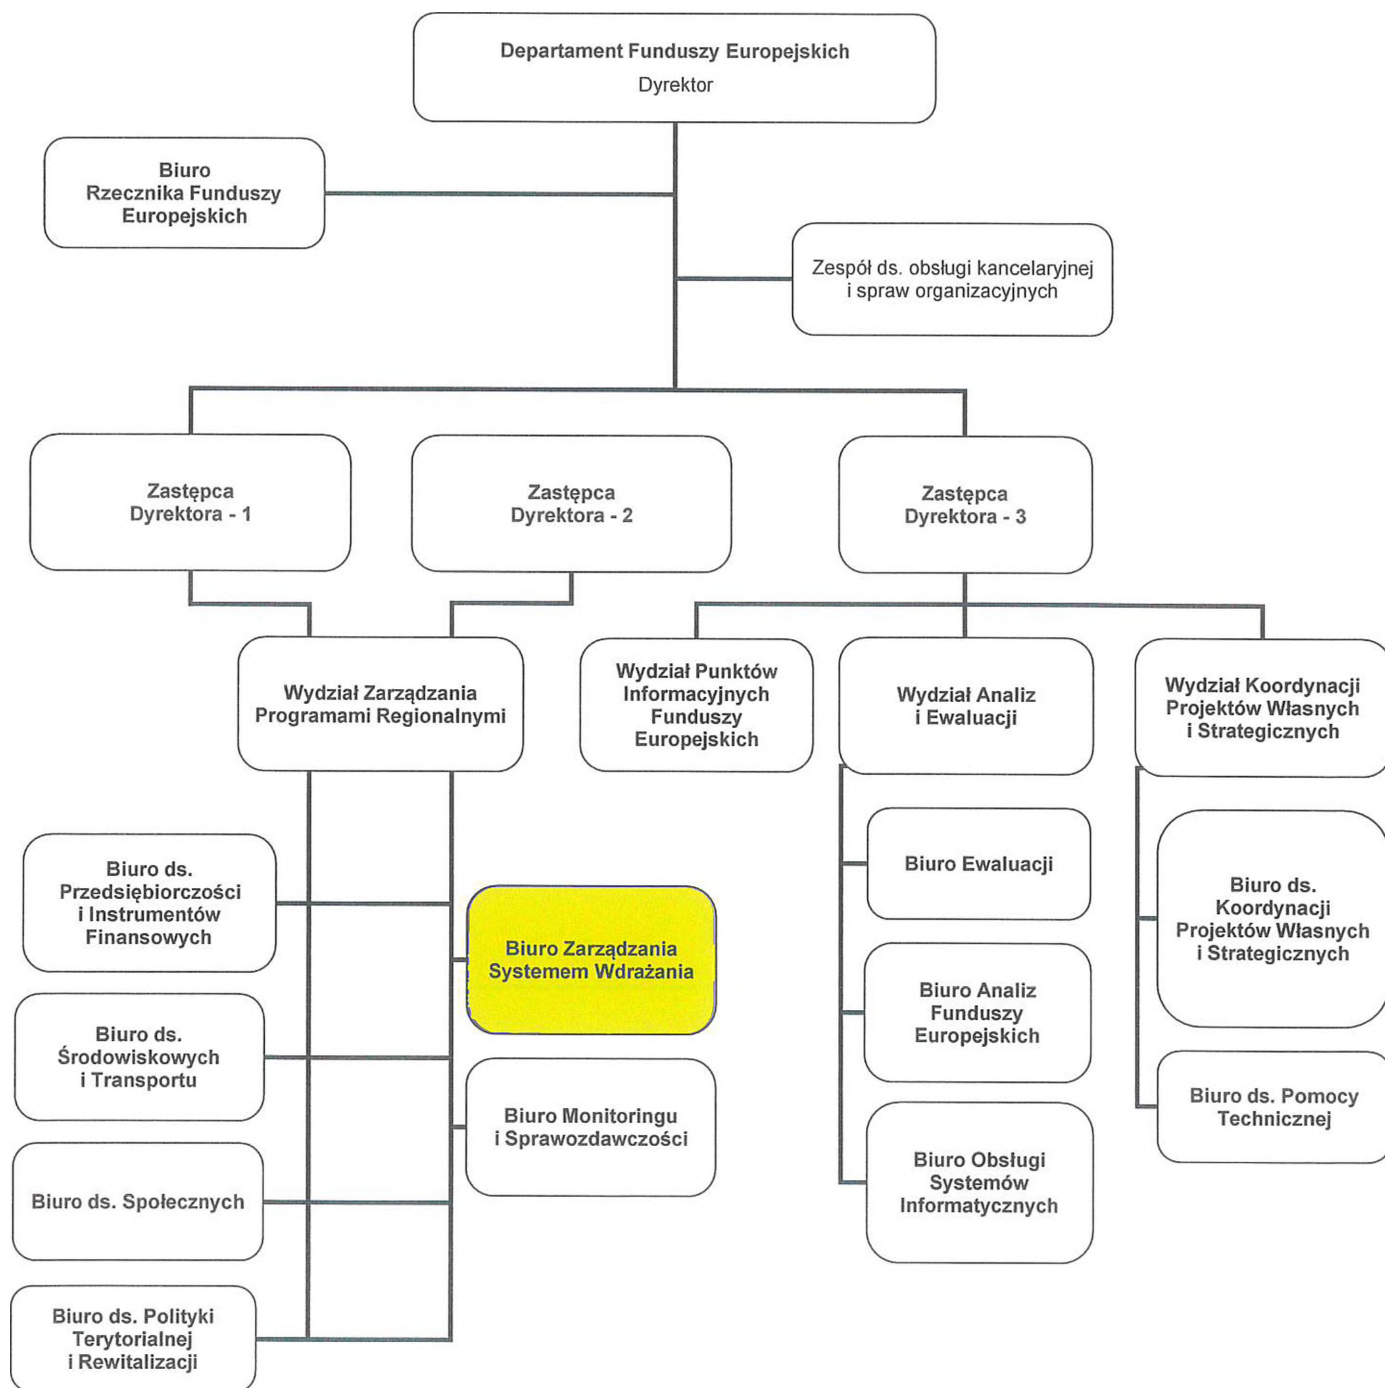 Departament Funduszy Europejskich
Dyrektor
Biuro
Rzecznika Funduszy
Europejskich
Zespół ds. obsługi kancelaryjnej
i spraw organizacyjnych
Zastępca
Dyrektora - 1
Zastępca
Dyrektora - 2
Zastępca
Dyrektora - 3
Wydział Zarządzania
Programami Regionalnymi
Wydział Punktów
Informacyjnych
Funduszy
Europejskich
Wydział Analiz
i Ewaluacji
Wydział Koordynacji
Projektów Własnych
i Strategicznych
Biuro ds.
Przedsiębiorczości
i Instrumentów
Finansowych
Biuro Zarządzania
Systemem Wdrażania
Biuro ds.
Środowiskowych
i Transportu
Biuro Monitoringu
i Sprawozdawczości
Biuro ds. Społecznych
Biuro ds. Polityki
Terytorialnej
i Rewitalizacji
Biuro Ewaluacji
Biuro Analiz
Funduszy
Europejskich
Biuro Obsługi
Systemów
Informatycznych
Biuro ds.
Koordynacji
Projektów Własnych
i Strategicznych
Biuro ds. Pomocy
Technicznej